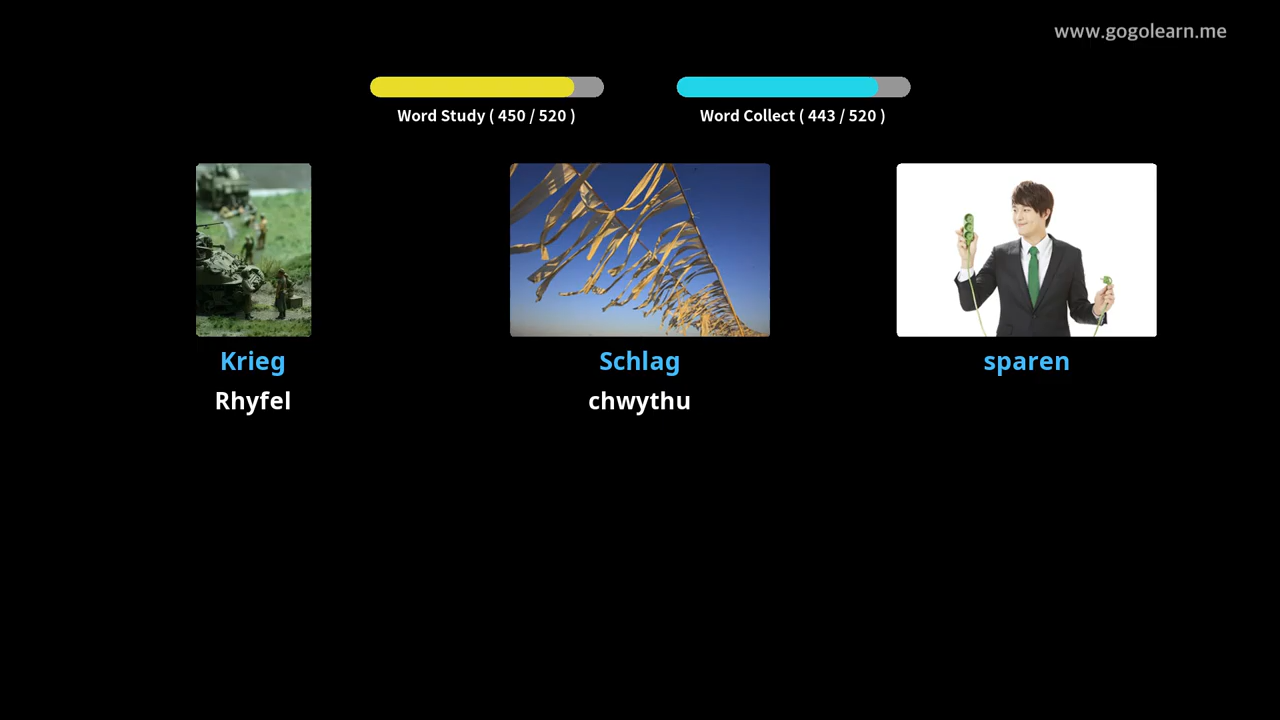 www.gogolearn.me
Word Study ( 450 / 520 )
Word Collect ( 443 / 520 )
Krieg
Rhyfel
Schlag
chwythu
sparen